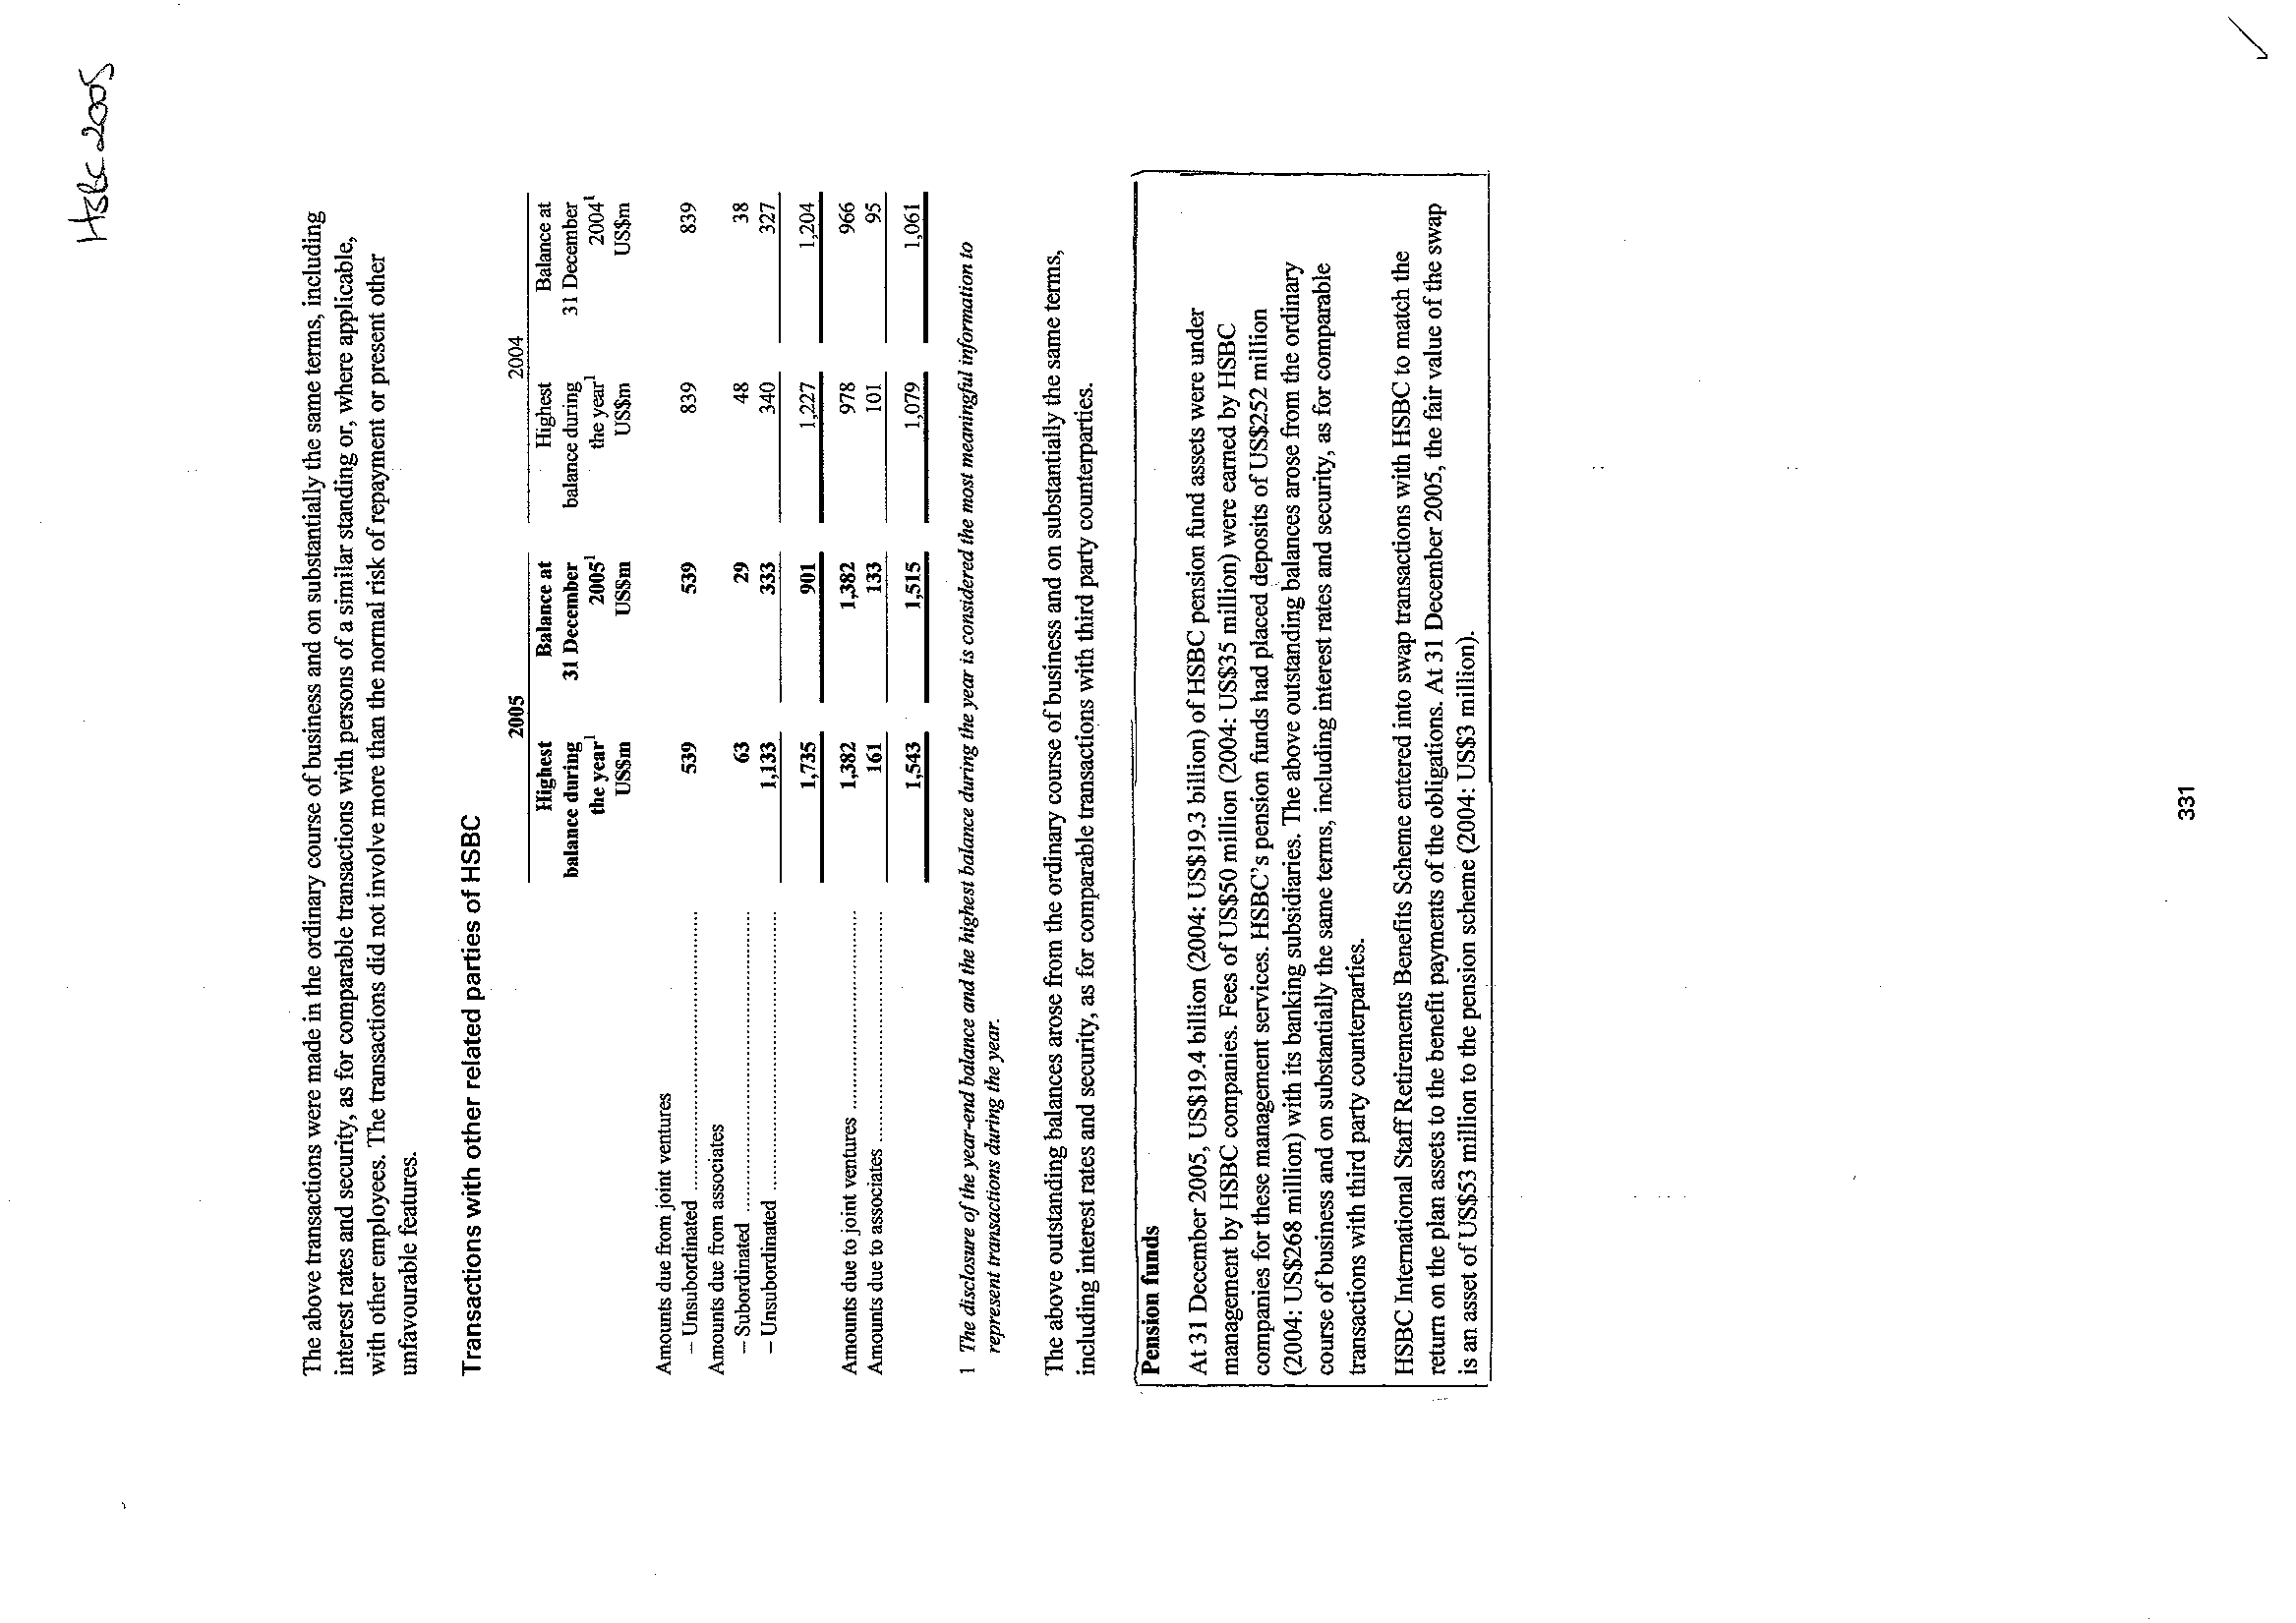 HSBC 2005
The above transactions were made in the ordinary course of business and on substantially the same terms, including
interest rates and security, as for comparable transactions with persons of a similar standing or, where applicable,
with other employees. The transactions did not involve more than the normal risk of repayment or present other
unfavourable features.
Transactions with other related parties of HSBC
2005 2004
Highest Balance at Highest Balance at
balance during 31 December balance during 31 December
the year1 20051 the year1 20041
US$m US$m US$m US$m
Amounts due from joint ventures
– Unsubordinated 539 539 839 839
Amounts due from associates
– Subordinated 63 29 48 38
– Unsubordinated 1,133 333 340 327
1,735 901 1,227 1,204
Amounts due to joint ventures 1,382 1,382 978 966
Amounts due to associates 161 133 101 95
1,543 1,515 1,079 1,061
1 The disclosure of the year-end balance and the highest balance during the year is considered the most meaningful information to
represent transactions during the year.
The above outstanding balances arose from the ordinary course of business and on substantially the same terms,
including interest rates and security, as for comparable transactions with third party counterparties.
Pension funds
At 31 December 2005, US$19.4 billion (2004: US$19.3 billion) of HSBC pension fund assets were under
management by HSBC companies. Fees of US$50 million (2004: US$35 million) were earned by HSBC
companies for these management services. HSBC's pension funds had placed deposits of US$252 million
(2004: US$268 million) with its banking subsidiaries. The above outstanding balances arose from the ordinary
course of business and on substantially the same terms, including interest rates and security, as for comparable
transactions with third party counterparties.
HSBC International Staff Retirements Benefits Scheme entered into swap transactions with HSBC to match the
return on the plan assets to the benefit payments of the obligations. At 31 December 2005, the fair value of the swap
is an asset of US$53 million to the pension scheme (2004: US$3 million).
331